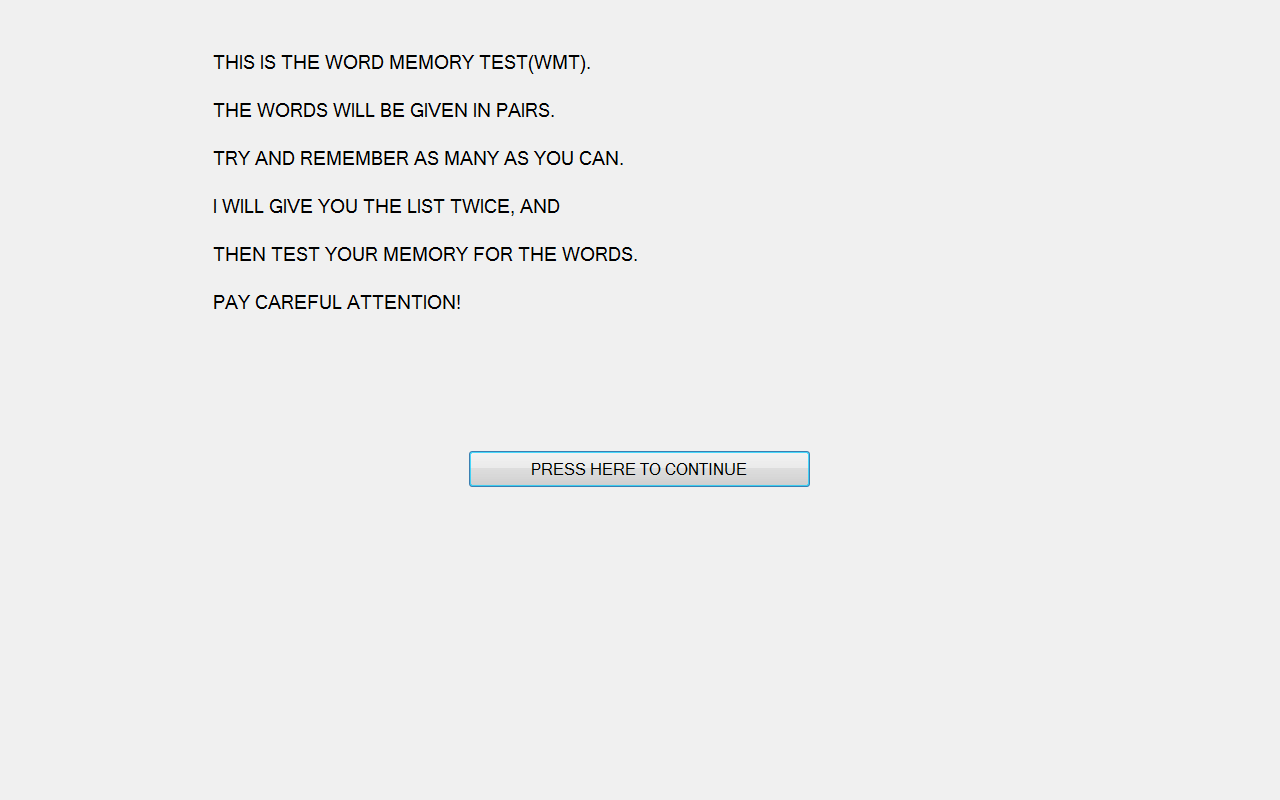 THIS IS THE WORD MEMORY TEST(WMT).
THE WORDS WILL BE GIVEN IN PAIRS.
TRY AND REMEMBER AS MANY AS YOU CAN.
I WILL GIVE YOU THE LIST TWICE, AND
THEN TEST YOUR MEMORY FOR THE WORDS.
PAY CAREFUL ATTENTION!
PRESS HERE TO CONTINUE